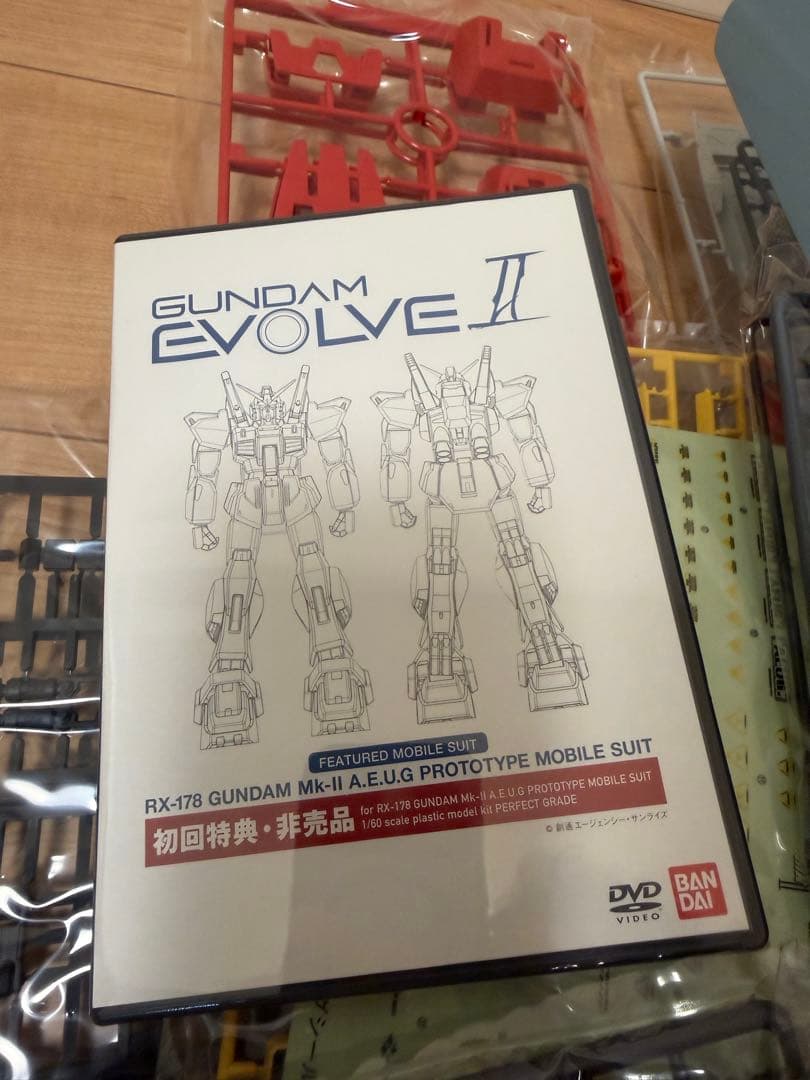 GUNDAM
EVOLVE II
FEATURED MOBILE SUIT
RX-178 GUNDAM Mk-II A.E.U.G PROTOTYPE MOBILE SUIT
初回特典・非売品
for RX-178 GUNDAM Mk-II A.E.U.G PROTOTYPE MOBILE SUIT
1/60 scale plastic model kit PERFECT GRADE
© 創通エージェンシー・サンライズ
DVD
VIDEO
BAN
DAI